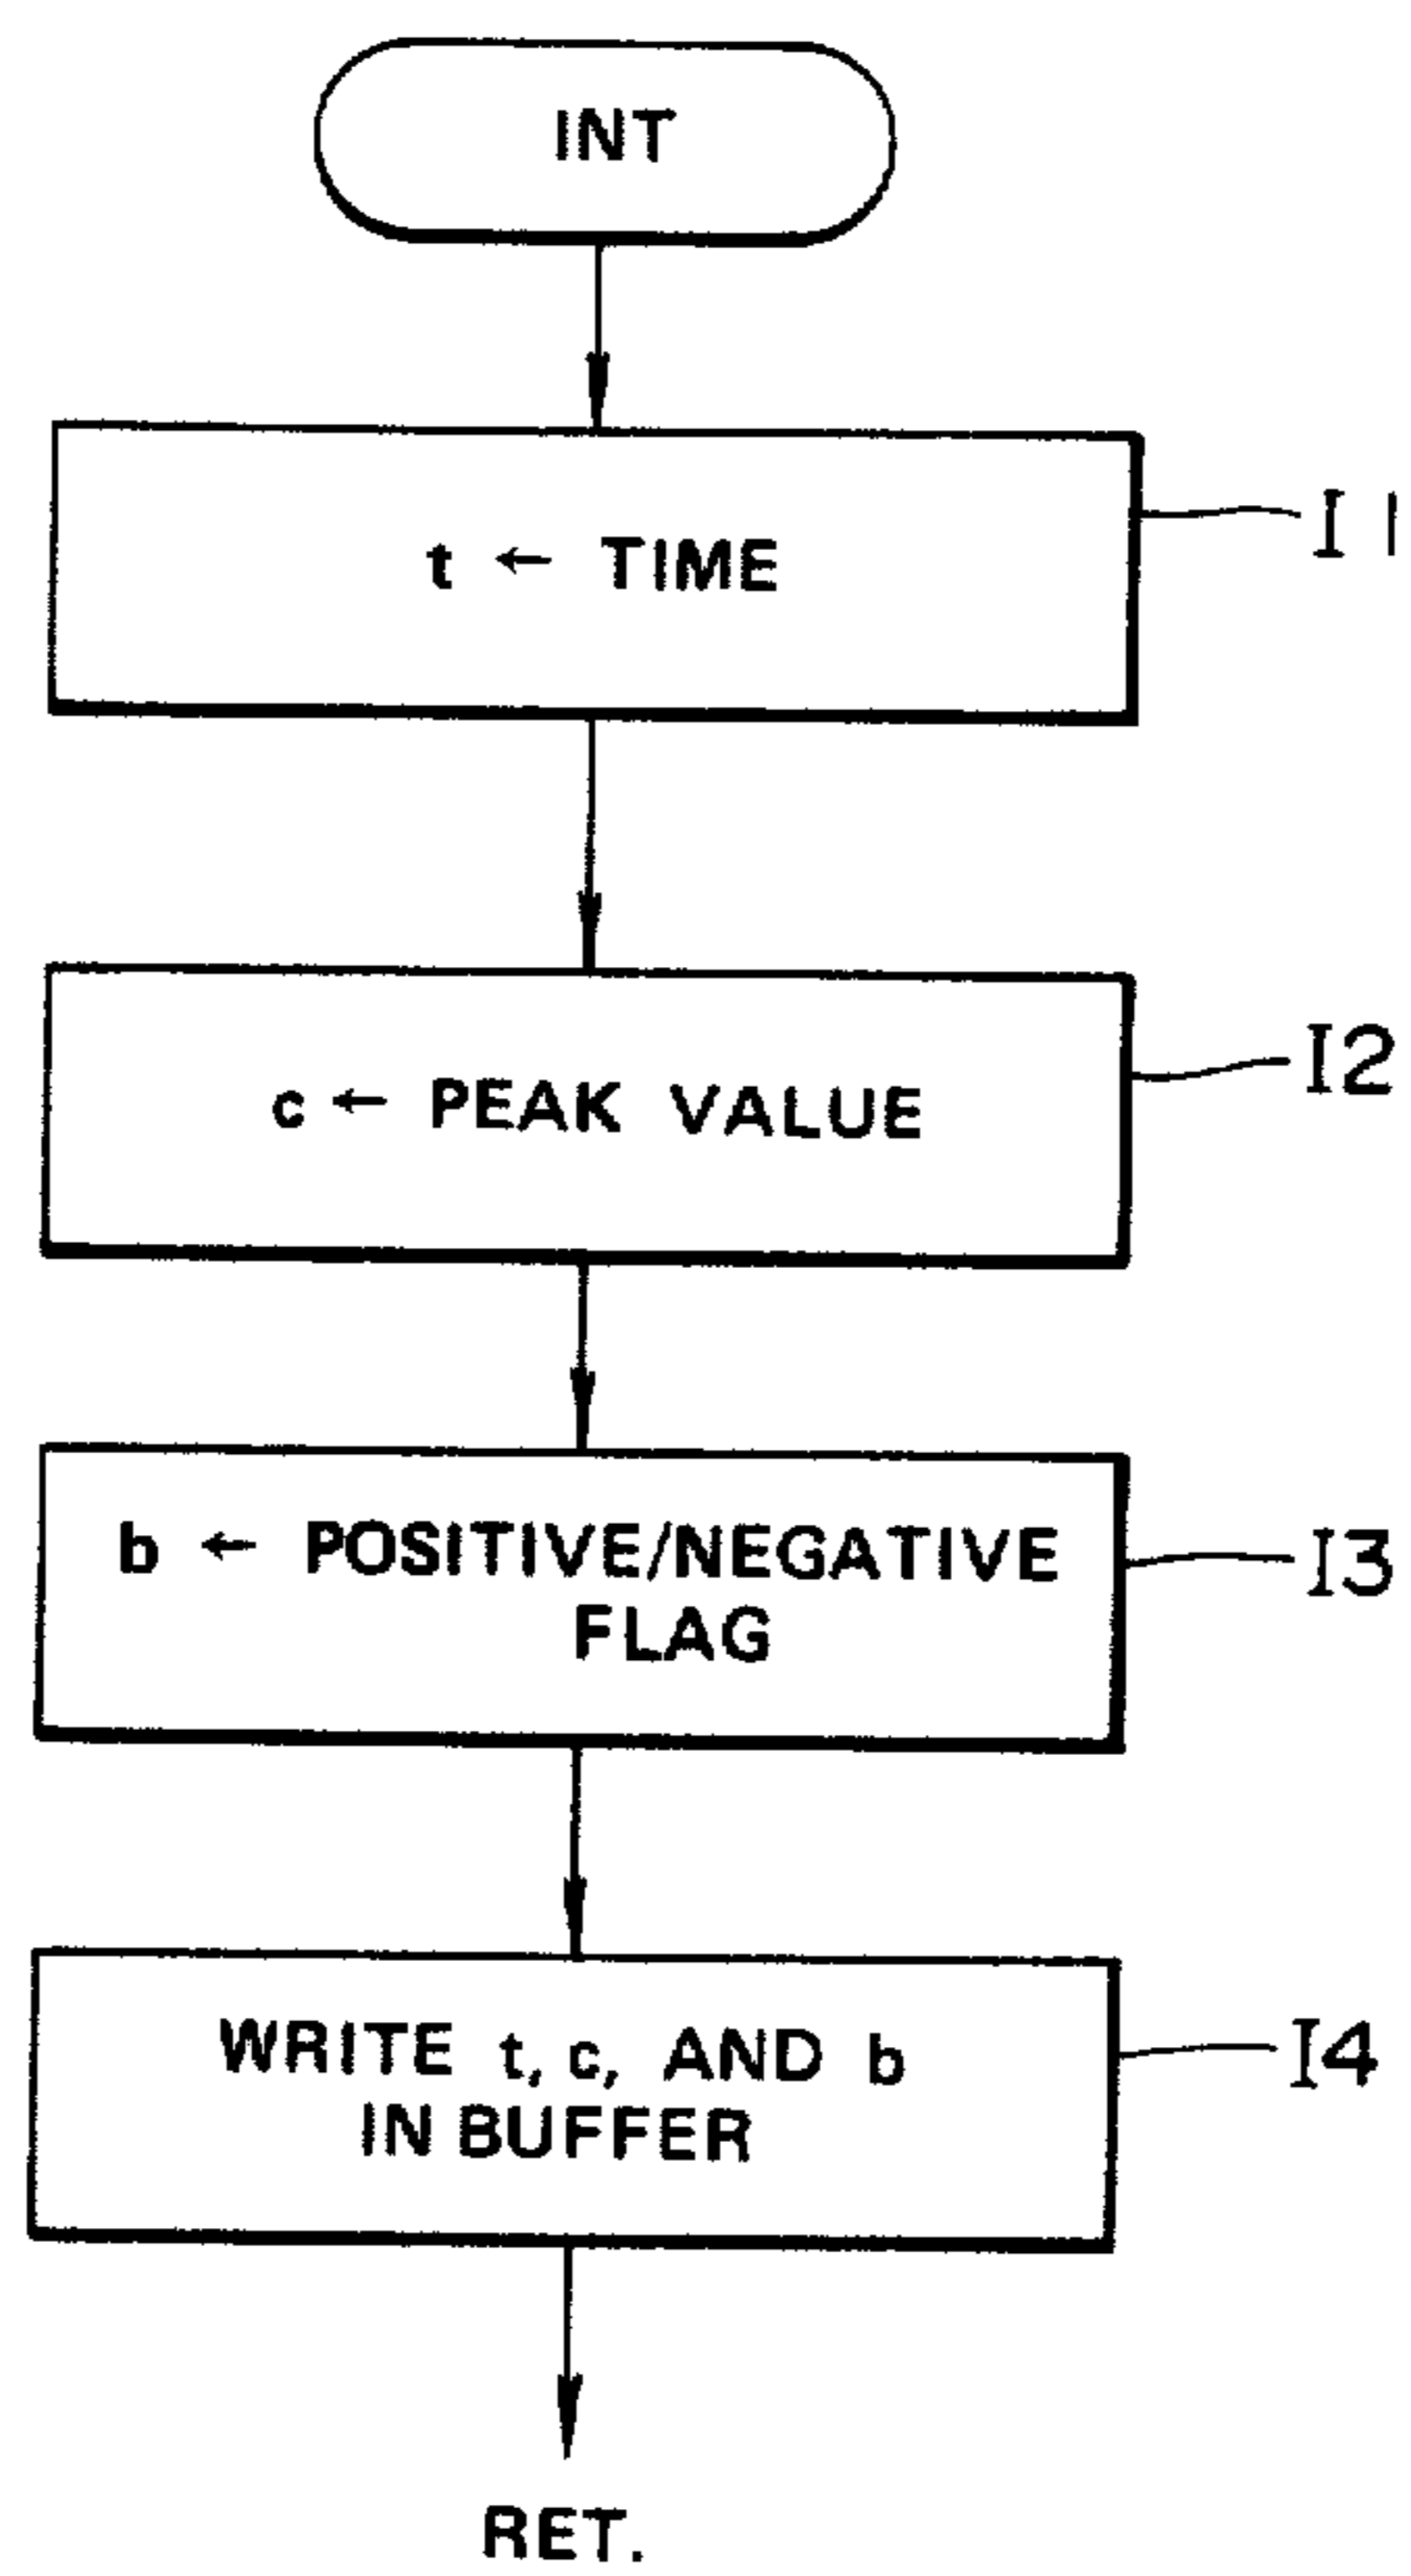 INT
t ← TIME
I1
c ← PEAK VALUE
I2
b ← POSITIVE/NEGATIVE
FLAG
I3
WRITE t, c, AND b
IN BUFFER
I4
RET.